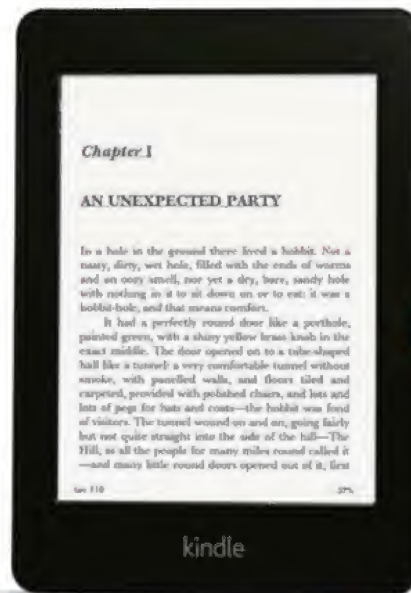 Chapter I
AN UNEXPECTED PARTY
In a hole in the ground there lived a hobbit. Not a
nasty, dirty, wet hole, filled with the ends of worms
and an oozy smell, nor yet a dry, bare, sandy hole
with nothing in it to sit down on or to eat: it was a
hobbit-hole, and that means comfort.
It had a perfectly round door like a porthole,
painted green, with a shiny yellow brass knob in the
exact middle. The door opened on to a tube-shaped
hall like a tunnel: a very comfortable tunnel without
smoke, with panelled walls, and floors tiled and
carpeted, provided with polished chairs, and lots and
lots of pegs for hats and coats—the hobbit was fond
of visitors. The tunnel wound on and on, going fairly
but not quite straight into the side of the hill—The
Hill, as all the people for many miles round called it
—and many little round doors opened out of it, first
Loc 110 37%
kindle